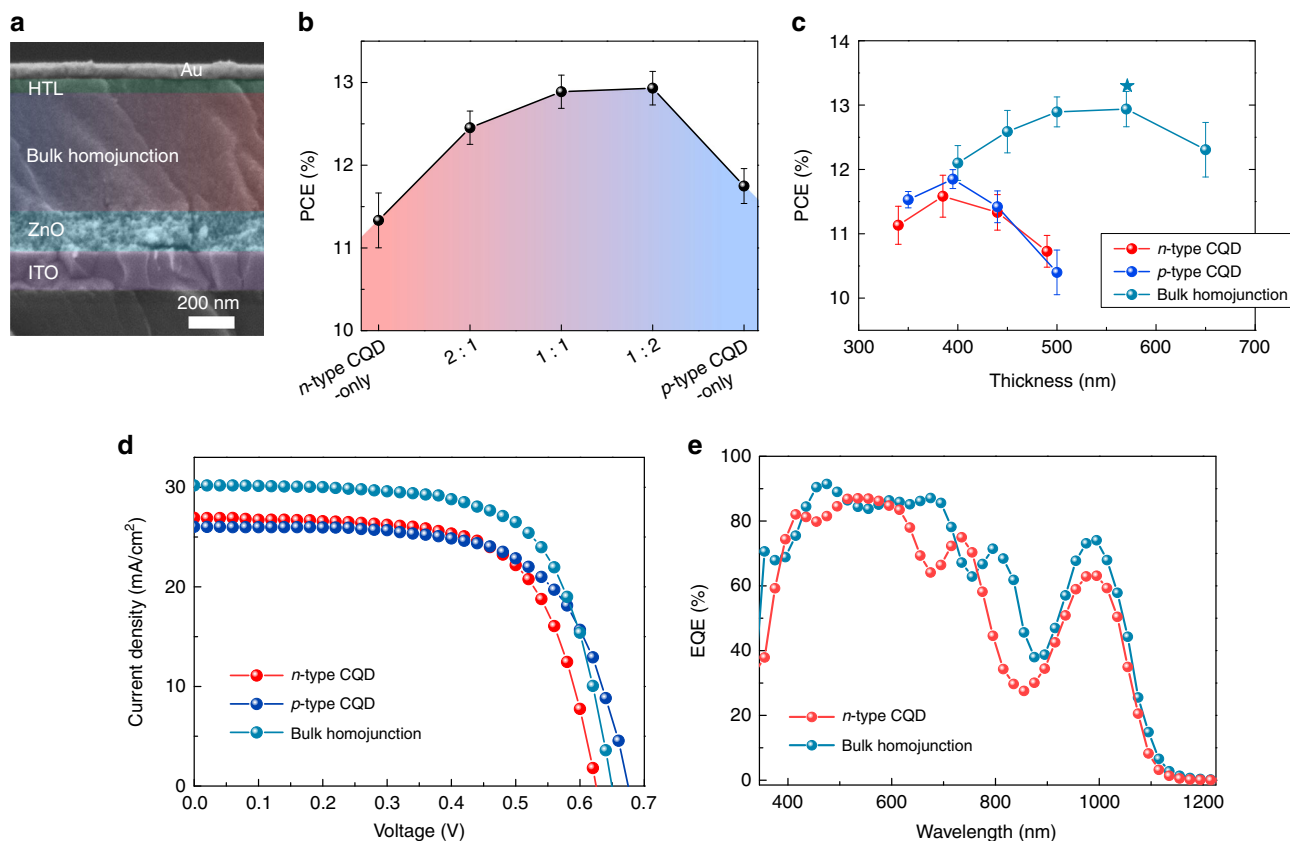 a
Au
HTL
Bulk homojunction
ZnO
ITO
200 nm
b
PCE (%)
13
12
11
10
n-type CQD
-only
2 : 1
1 : 1
1 : 2
p-type CQD
-only
c
PCE (%)
14
13
12
11
10
n-type CQD
p-type CQD
Bulk homojunction
300 400 500 600 700
Thickness (nm)
d
Current density (mA/cm²)
30
20
10
0
n-type CQD
p-type CQD
Bulk homojunction
0.0 0.1 0.2 0.3 0.4 0.5 0.6 0.7
Voltage (V)
e
EQE (%)
100
80
60
40
20
0
n-type CQD
Bulk homojunction
400 600 800 1000 1200
Wavelength (nm)